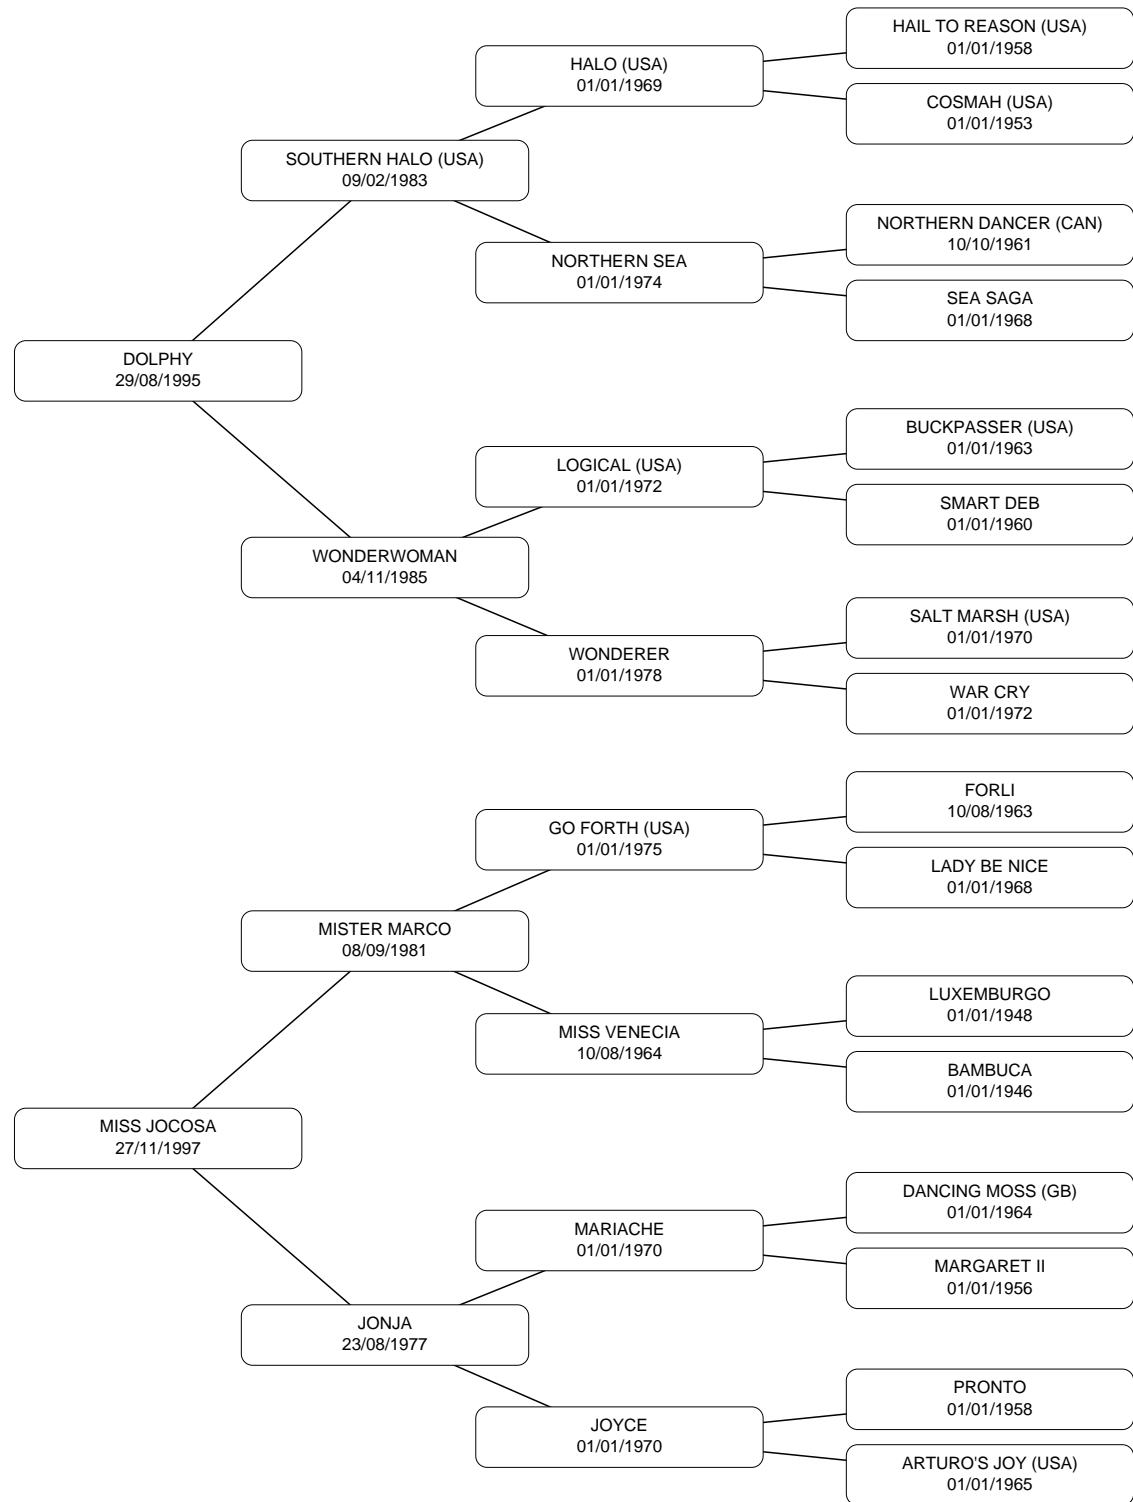 HAIL TO REASON (USA)
01/01/1958
HALO (USA)
01/01/1969
COSMAH (USA)
01/01/1953
SOUTHERN HALO (USA)
09/02/1983
NORTHERN DANCER (CAN)
10/10/1961
NORTHERN SEA
01/01/1974
SEA SAGA
01/01/1968
DOLPHY
29/08/1995
BUCKPASSER (USA)
01/01/1963
LOGICAL (USA)
01/01/1972
SMART DEB
01/01/1960
WONDERWOMAN
04/11/1985
SALT MARSH (USA)
01/01/1970
WONDERER
01/01/1978
WAR CRY
01/01/1972
FORLI
10/08/1963
GO FORTH (USA)
01/01/1975
LADY BE NICE
01/01/1968
MISTER MARCO
08/09/1981
LUXEMBURGO
01/01/1948
MISS VENECIA
10/08/1964
BAMBUCA
01/01/1946
MISS JOCOSA
27/11/1997
DANCING MOSS (GB)
01/01/1964
MARIACHE
01/01/1970
MARGARET II
01/01/1956
JONJA
23/08/1977
PRONTO
01/01/1958
JOYCE
01/01/1970
ARTURO'S JOY (USA)
01/01/1965